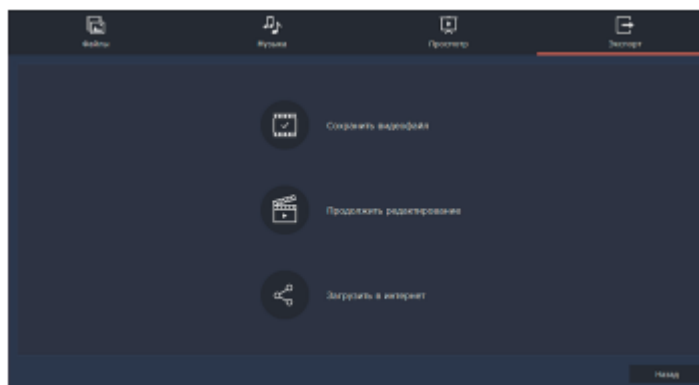 Файлы
Музыка
Просмотр
Экспорт
Сохранить видеофайл
Продолжить редактирование
Загрузить в интернет
Назад